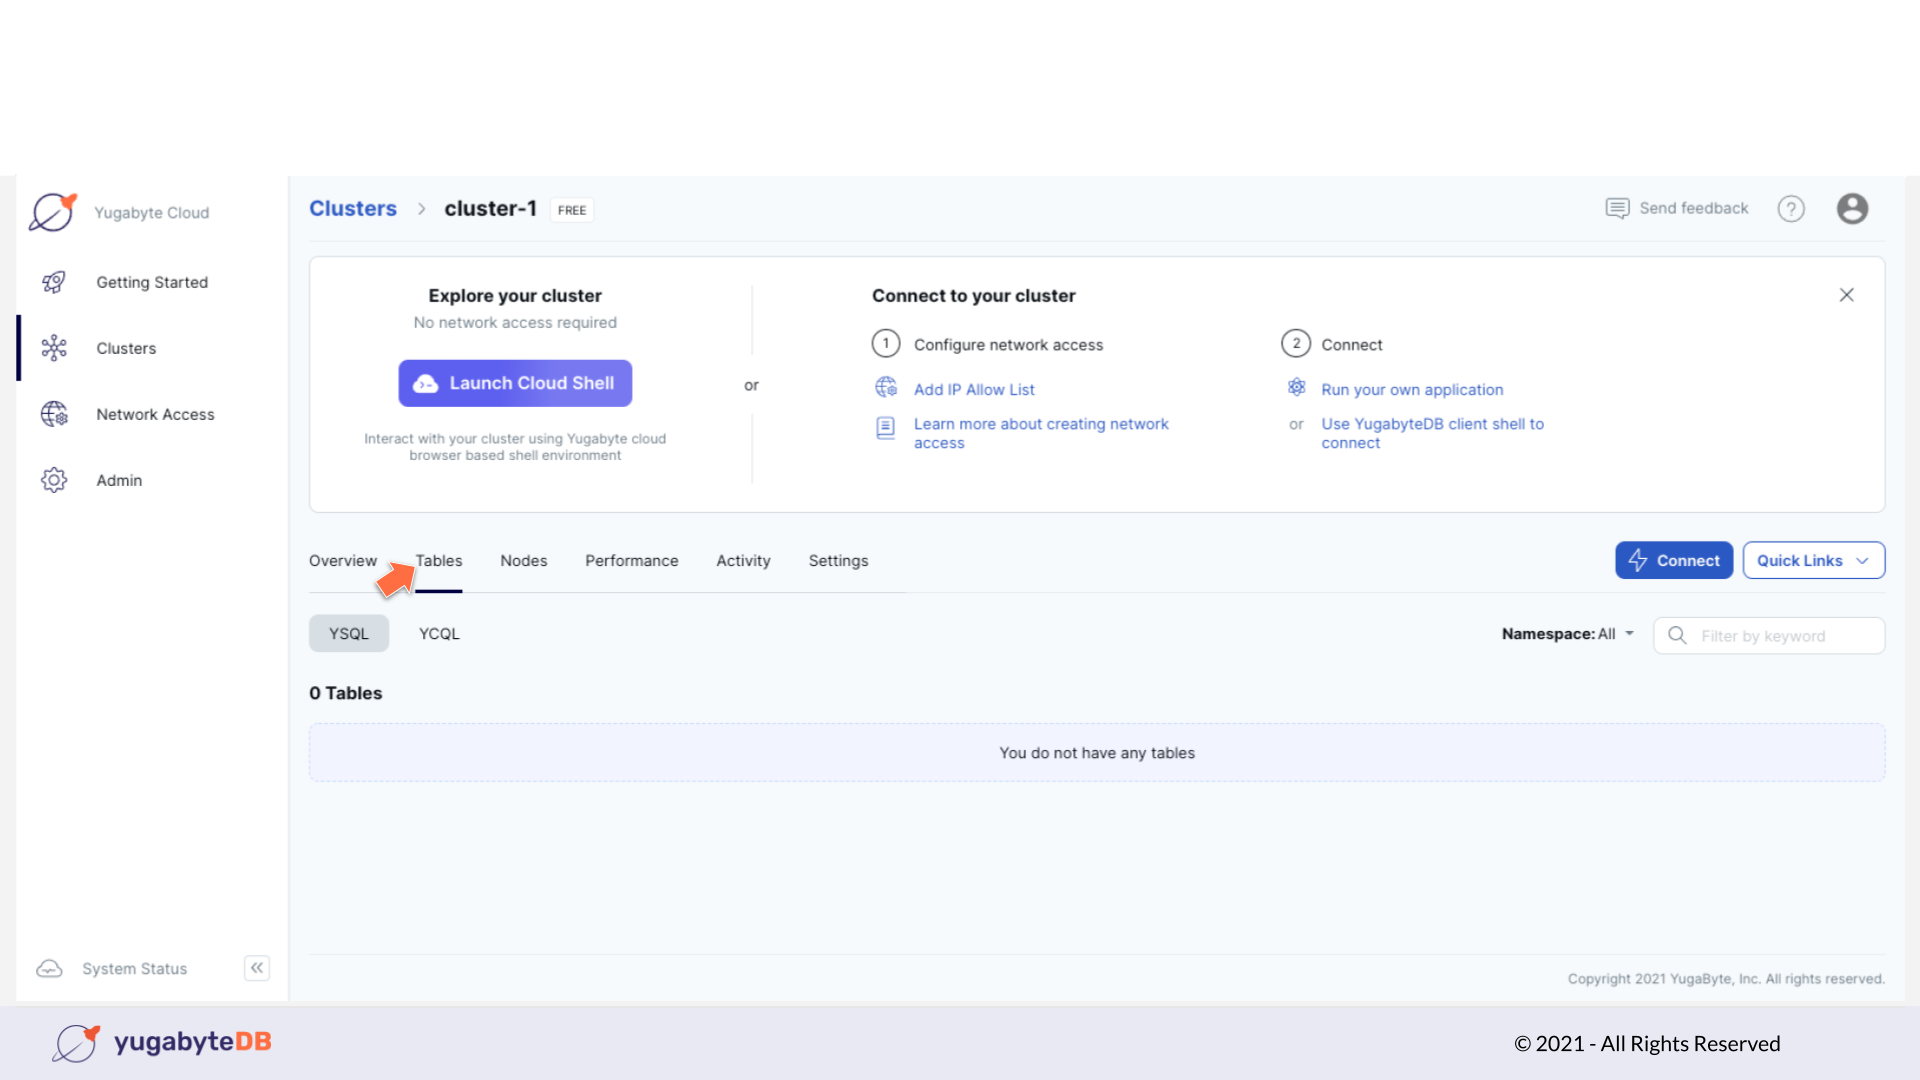 Yugabyte Cloud
Getting Started
Clusters
Network Access
Admin
System Status
Clusters > cluster-1 FREE
Send feedback ?
Explore your cluster
No network access required
Launch Cloud Shell
Interact with your cluster using Yugabyte cloud
browser based shell environment
or
Connect to your cluster
1 Configure network access
Add IP Allow List
Learn more about creating network
access
2 Connect
Run your own application
or Use YugabyteDB client shell to
connect
Overview Tables Nodes Performance Activity Settings
Connect Quick Links
YSQL YCQL
Namespace: All Filter by keyword
0 Tables
You do not have any tables
Copyright 2021 YugaByte, Inc. All rights reserved.
yugabyteDB
© 2021 - All Rights Reserved